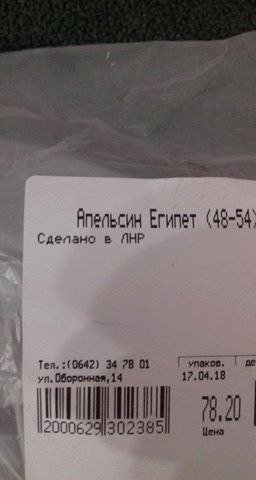 Апельсин Египет (48-54)
Сделано в ЛНР
Тел.:(0642) 34 78 01
ул.Оборонная,14
упаков.
17.04.18
78.20
Цена
2000629 302385